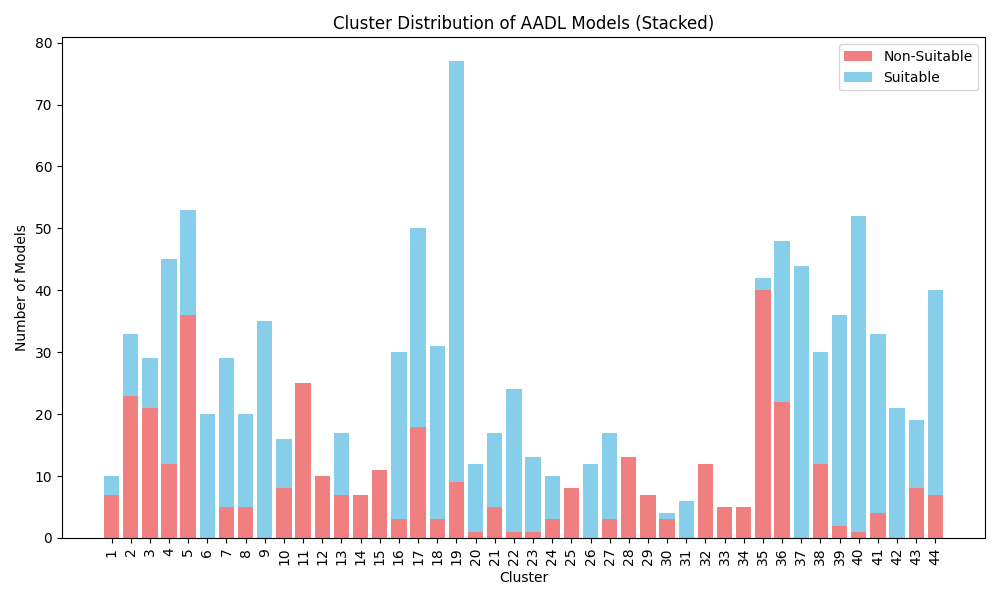 Cluster Distribution of AADL Models (Stacked)
Number of Models
80
70
60
50
40
30
20
10
0
Non-Suitable
Suitable
1 2 3 4 5 6 7 8 9 10 11 12 13 14 15 16 17 18 19 20 21 22 23 24 25 26 27 28 29 30 31 32 33 34 35 36 37 38 39 40 41 42 43 44
Cluster